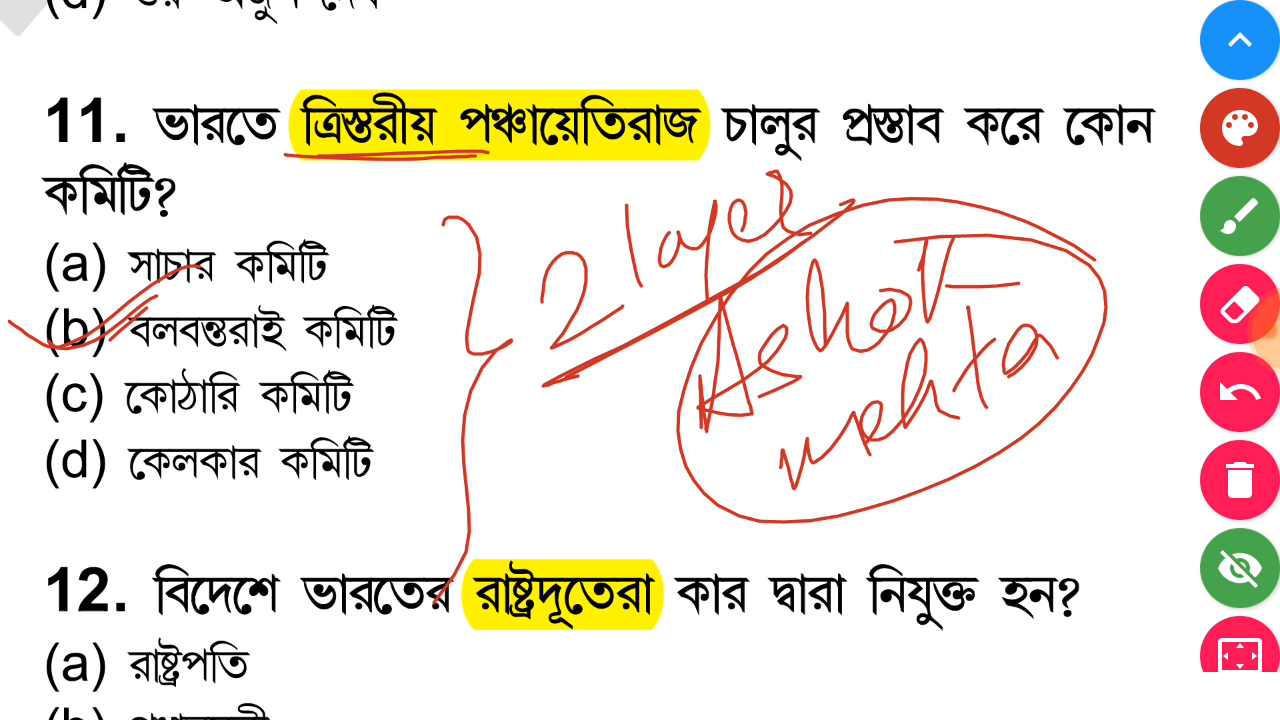 11. ভারতে ত্রিস্তরীয় পঞ্চায়েতিরাজ চালুর প্রস্তাব করে কোন
কমিটি?
(a) সাচার কমিটি
(b) বলবন্তরাই কমিটি
(c) কোঠারি কমিটি
(d) কেলকার কমিটি
2 layer
Ashok
mehta
12. বিদেশে ভারতের রাষ্ট্রদূতেরা কার দ্বারা নিযুক্ত হন?
(a) রাষ্ট্রপতি